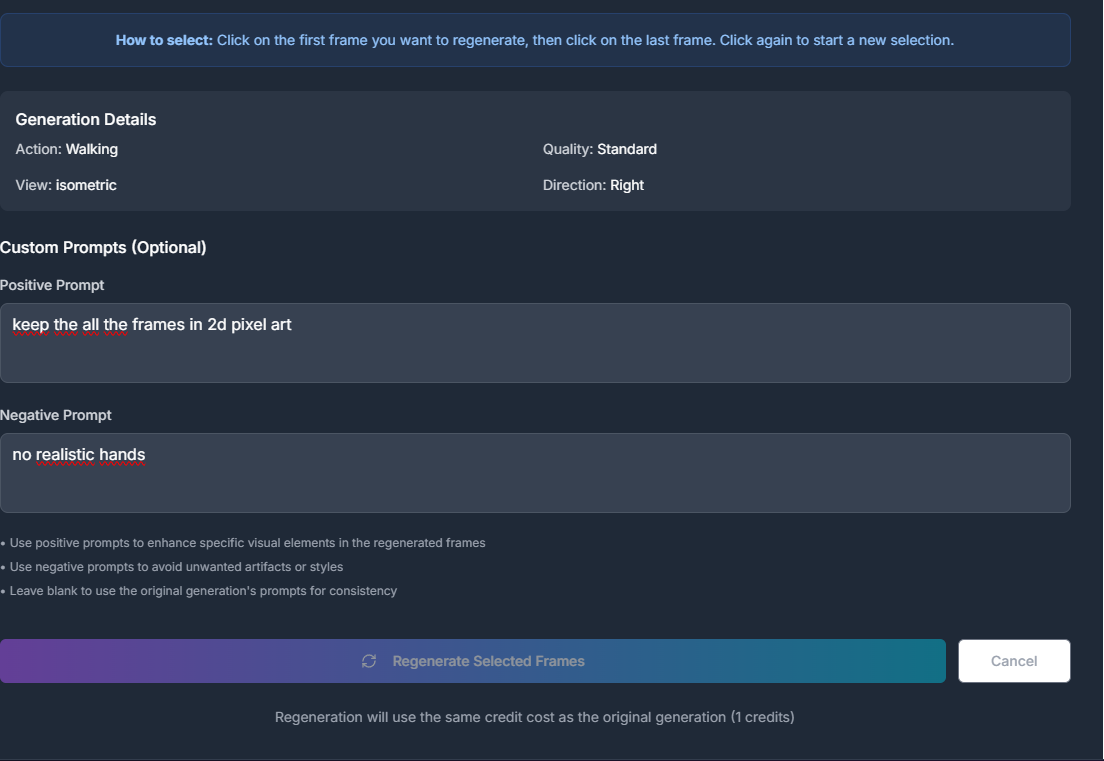 How to select: Click on the first frame you want to regenerate, then click on the last frame. Click again to start a new selection.
Generation Details
Action: Walking
Quality: Standard
View: isometric
Direction: Right
Custom Prompts (Optional)
Positive Prompt
keep the all the frames in 2d pixel art
Negative Prompt
no realistic hands
• Use positive prompts to enhance specific visual elements in the regenerated frames
• Use negative prompts to avoid unwanted artifacts or styles
• Leave blank to use the original generation's prompts for consistency
Regenerate Selected Frames
Cancel
Regeneration will use the same credit cost as the original generation (1 credits)